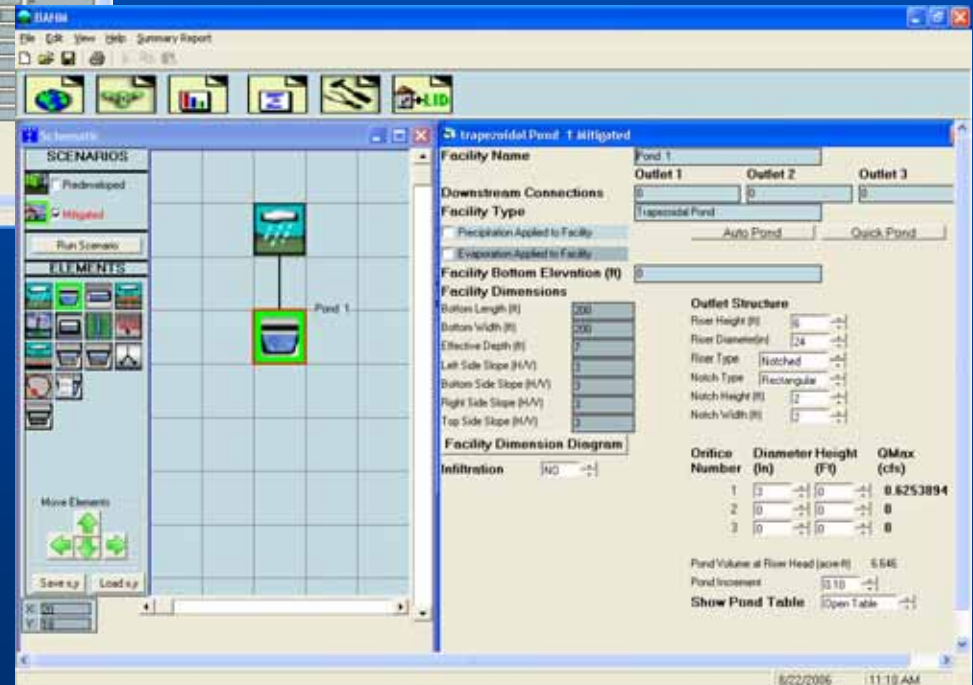 BAHM
File Edit View Help Summary Report
+LID
Schematic
SCENARIOS
Predeveloped
Mitigated
Run Scenario
ELEMENTS
Move Elements
Save x,y Load x,y
X: 20
Y:
Pond 1
trapezoidal Pond 1 Mitigated
Facility Name Pond 1
Outlet 1 Outlet 2 Outlet 3
Downstream Connections 0 0 0
Facility Type Trapezoidal Pond
Precipitation Applied to Facility Auto Pond Quick Pond
Evaporation Applied to Facility
Facility Bottom Elevation (ft) 0
Facility Dimensions
Bottom Length (ft) 200
Bottom Width (ft) 200
Effective Depth (ft) 7
Left Side Slope (H/V) 3
Bottom Side Slope (H/V) 3
Right Side Slope (H/V) 3
Top Side Slope (H/V) 3
Facility Dimension Diagram
Infiltration NO
Outlet Structure
Riser Height (ft) 6
Riser Diameter(in) 24
Riser Type Notched
Notch Type Rectangular
Notch Height (ft) 2
Notch Width (ft) 2
Orifice Diameter Height QMax
Number (In) (Ft) (cfs)
1 3 0 0.6253894
2 0 0 0
3 0 0 0
Pond Volume at Riser Head (acre-ft) 6.646
Pond Increment 0.10
Show Pond Table Open Table
8/22/2006 11:10 AM